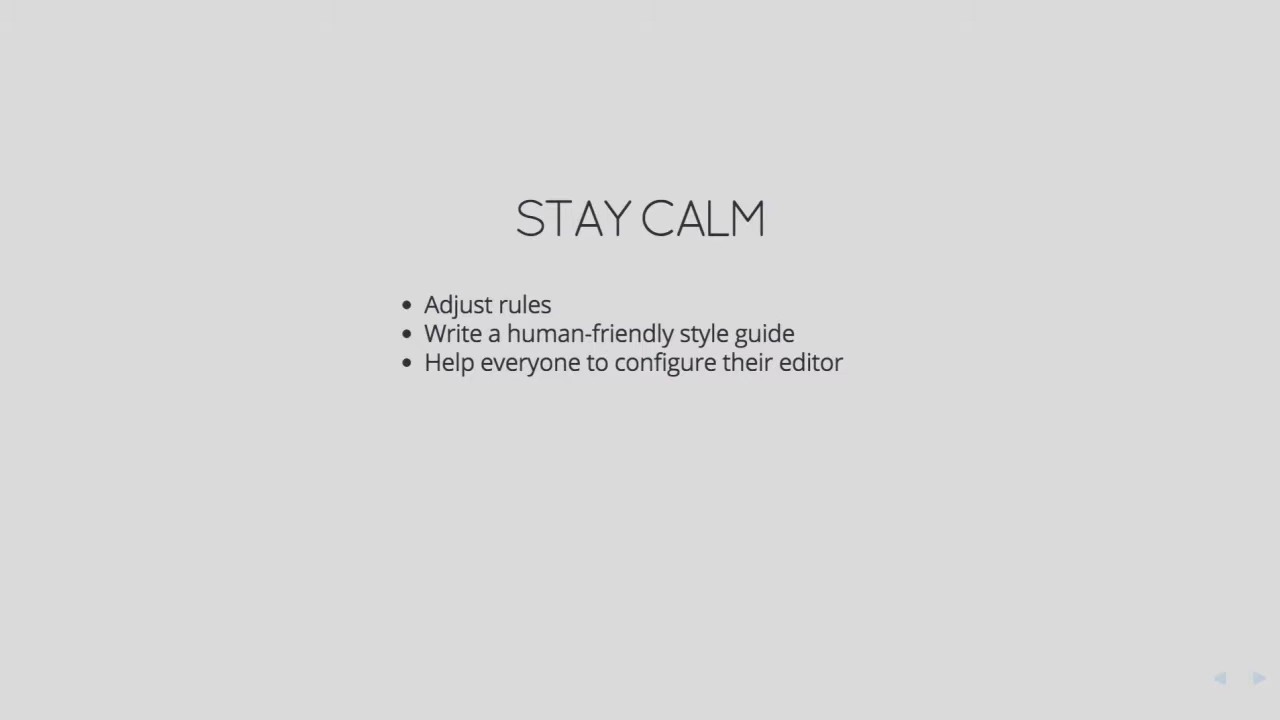 STAY CALM
• Adjust rules
• Write a human-friendly style guide
• Help everyone to configure their editor